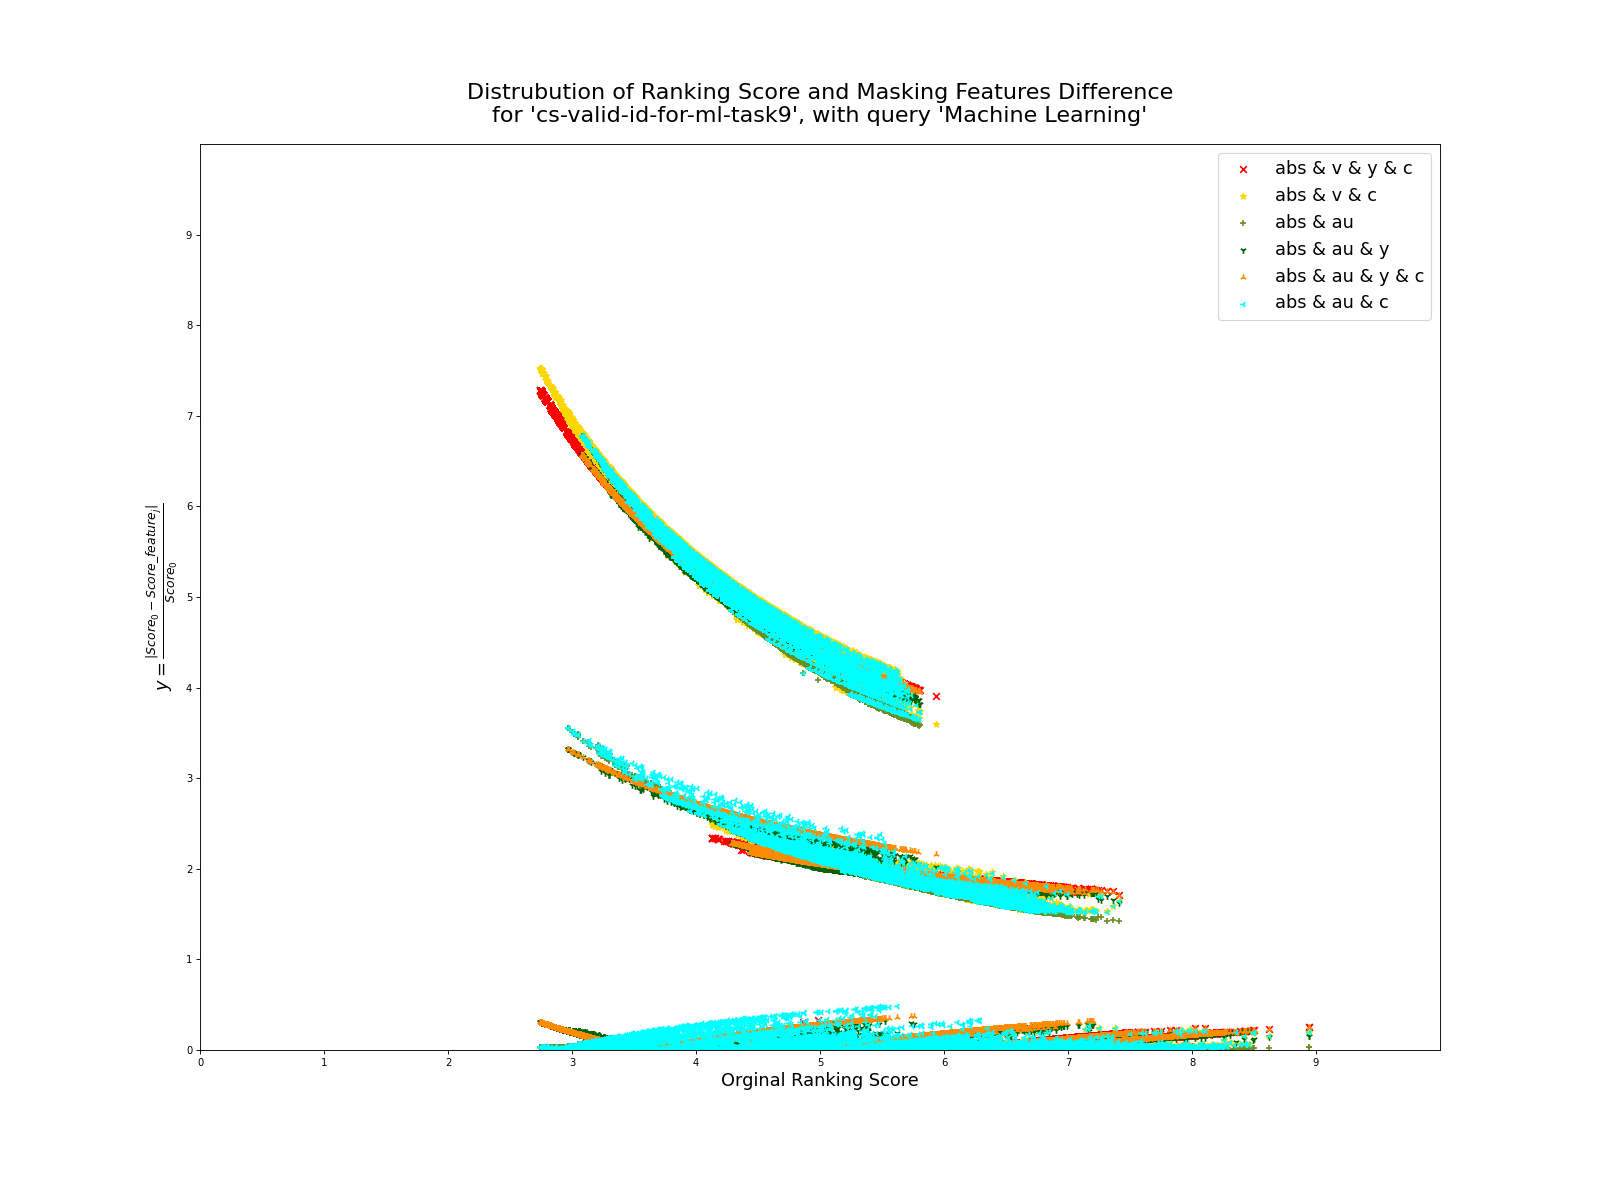 Distrubution of Ranking Score and Masking Features Difference
for 'cs-valid-id-for-ml-task9', with query 'Machine Learning'
abs & v & y & c
abs & v & c
abs & au
abs & au & y
abs & au & y & c
abs & au & c
9
8
7
6
5
4
3
2
1
0
y = |Score_0 − Score_feature_j| / Score_0
0 1 2 3 4 5 6 7 8 9
Orginal Ranking Score